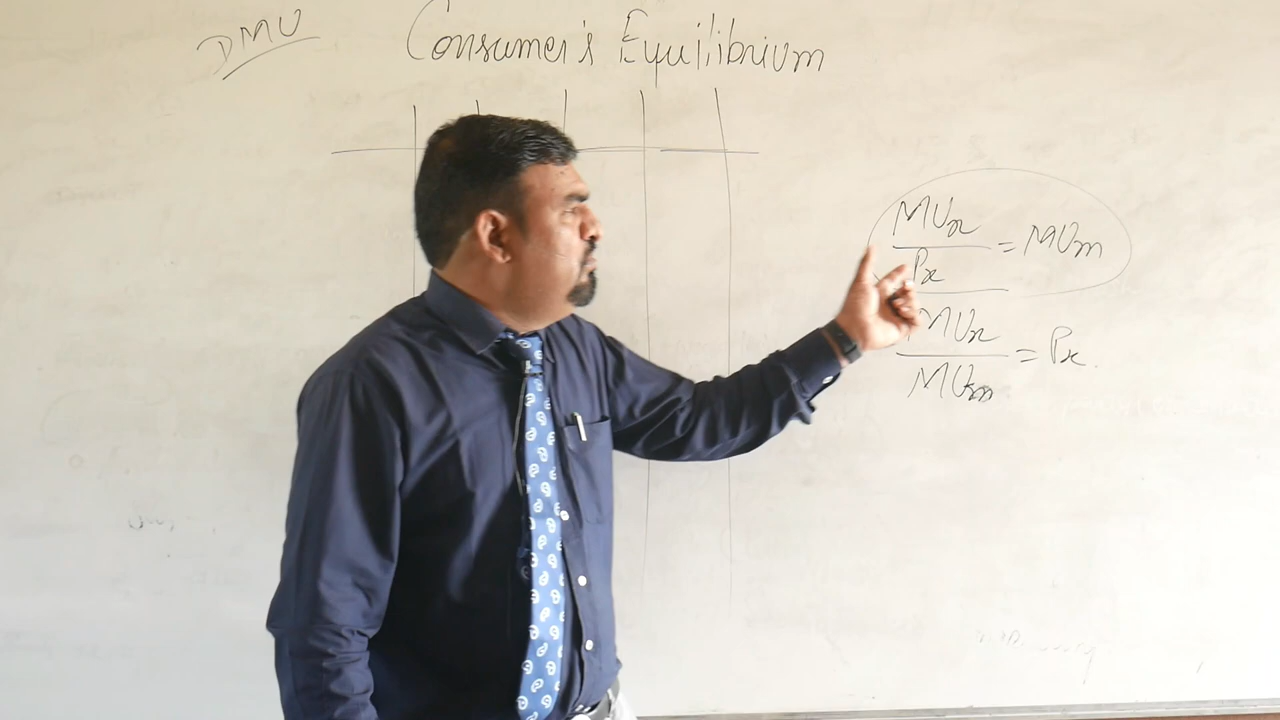 DMU
Consumer's Equilibrium
MUx
Px
= MUm
MUx
MUm
= Px.